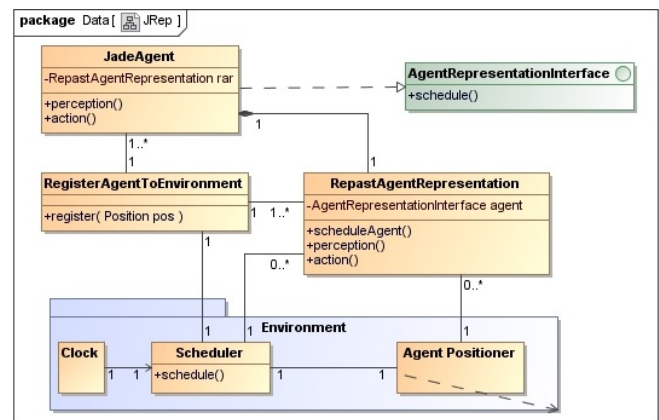 package Data [ JRep ]
JadeAgent
-RepastAgentRepresentation rar
+perception()
+action()
AgentRepresentationInterface
+schedule()
1
1..*
1
1
RegisterAgentToEnvironment
+register( Position pos )
1 1..*
RepastAgentRepresentation
-AgentRepresentationInterface agent
+scheduleAgent()
+perception()
+action()
0..*
0..*
1
1
1
Environment
Clock
1 1
Scheduler
+schedule()
1 1
Agent Positioner